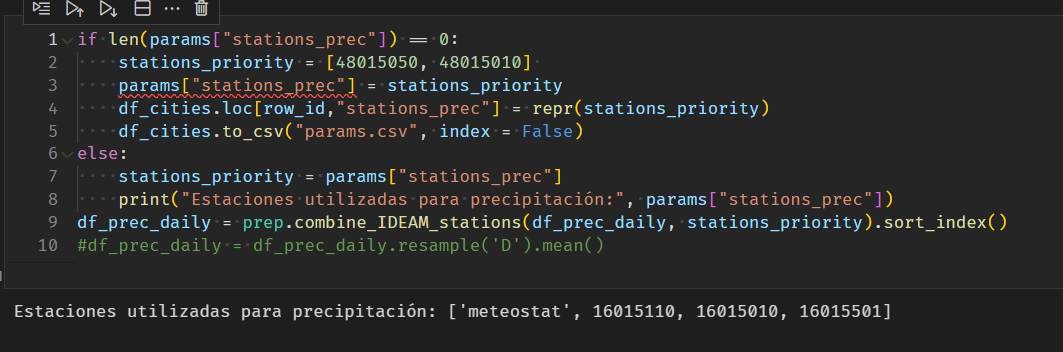 1 if len(params["stations_prec"]) == 0:
2 stations_priority = [48015050, 48015010]
3 params["stations_prec"] = stations_priority
4 df_cities.loc[row_id,"stations_prec"] = repr(stations_priority)
5 df_cities.to_csv("params.csv", index = False)
6 else:
7 stations_priority = params["stations_prec"]
8 print("Estaciones utilizadas para precipitación:", params["stations_prec"])
9 df_prec_daily = prep.combine_IDEAM_stations(df_prec_daily, stations_priority).sort_index()
10 #df_prec_daily = df_prec_daily.resample('D').mean()
Estaciones utilizadas para precipitación: ['meteostat', 16015110, 16015010, 16015501]